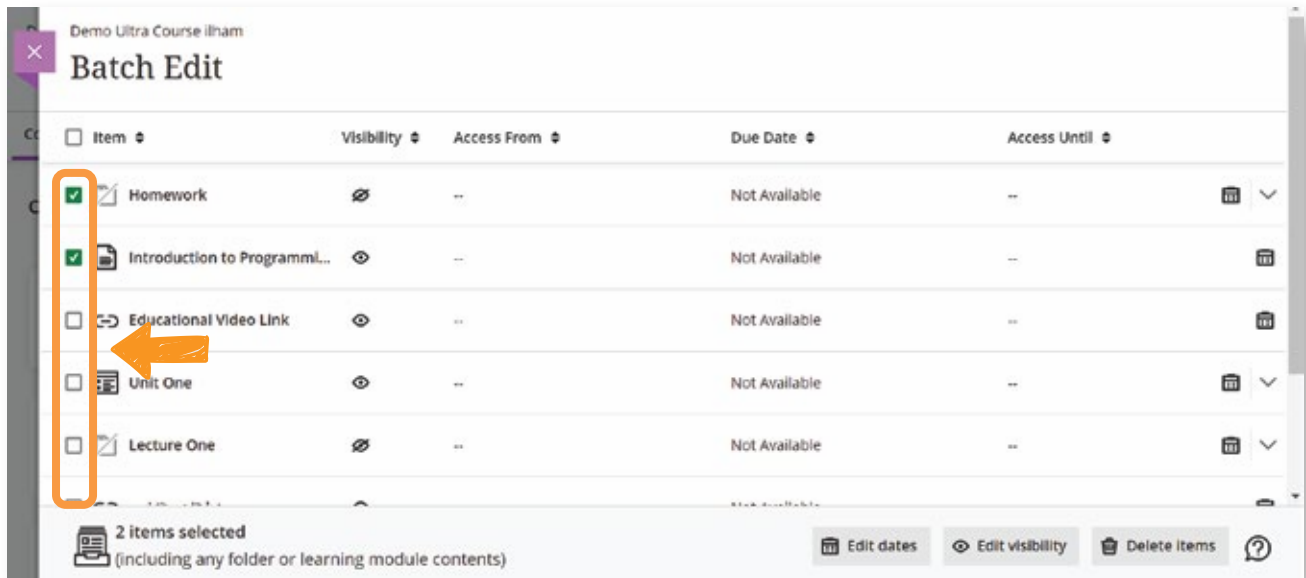 Demo Ultra Course ilham
Batch Edit
Item Visibility Access From Due Date Access Until
Homework -- Not Available --
Introduction to Programmi... -- Not Available --
Educational Video Link -- Not Available --
Unit One -- Not Available --
Lecture One -- Not Available --
2 items selected
(including any folder or learning module contents)
Edit dates Edit visibility Delete items